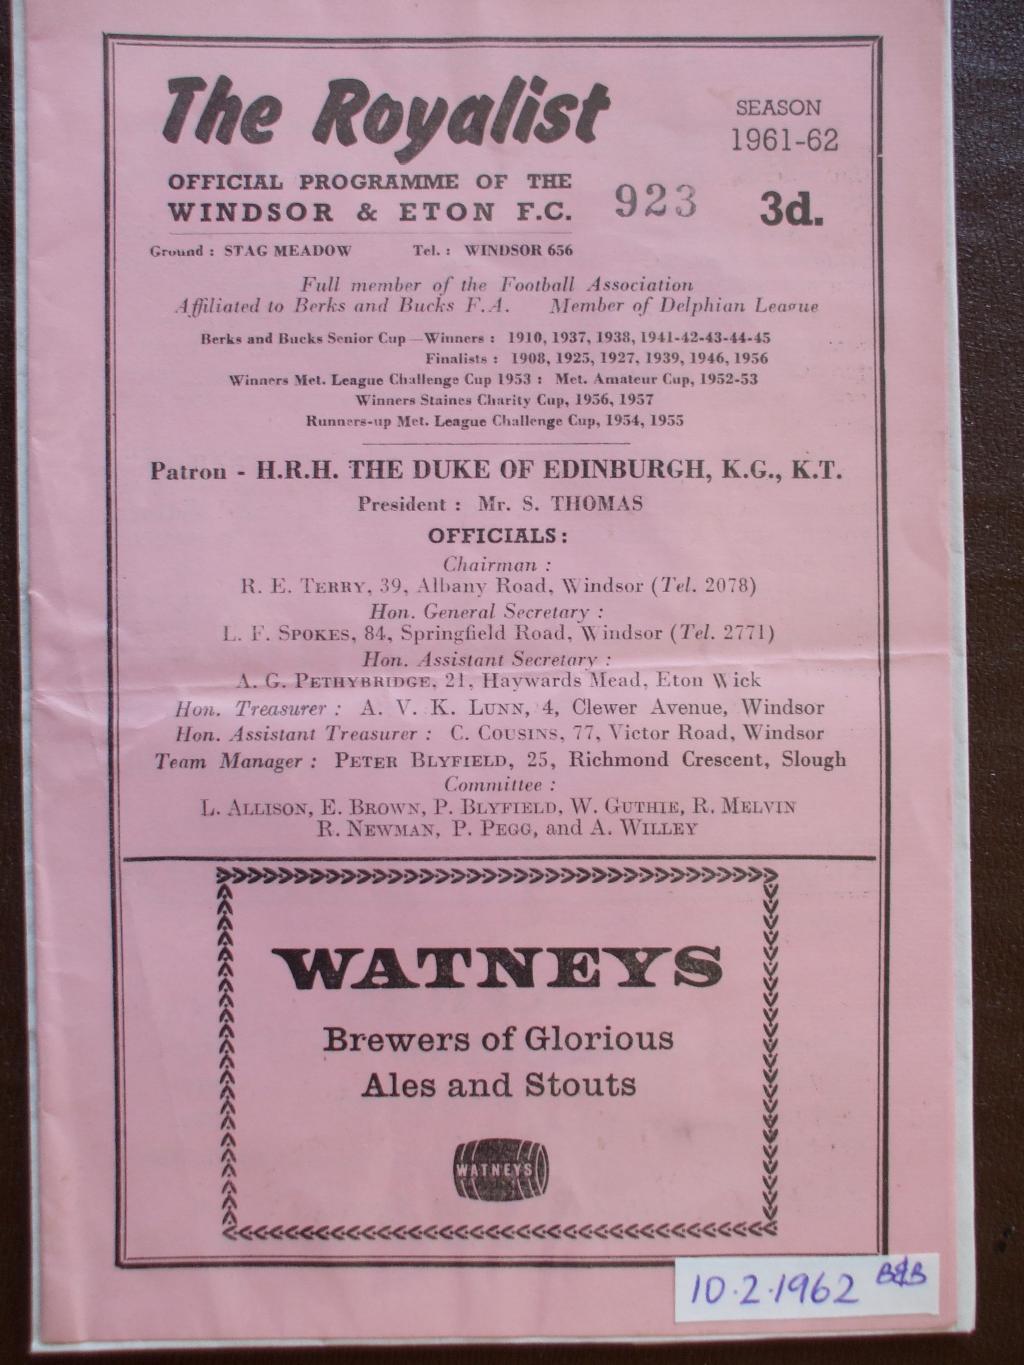 The Royalist
SEASON
1961-62
OFFICIAL PROGRAMME OF THE
WINDSOR & ETON F.C.
923
3d.
Ground : STAG MEADOW Tel. : WINDSOR 656
Full member of the Football Association
Affiliated to Berks and Bucks F.A. Member of Delphian League
Berks and Bucks Senior Cup—Winners : 1910, 1937, 1938, 1941-42-43-44-45
Finalists : 1908, 1925, 1927, 1939, 1946, 1956
Winners Met. League Challenge Cup 1953 : Met. Amateur Cup, 1952-53
Winners Staines Charity Cup, 1956, 1957
Runners-up Met. League Challenge Cup, 1954, 1955
Patron - H.R.H. THE DUKE OF EDINBURGH, K.G., K.T.
President : Mr. S. THOMAS
OFFICIALS :
Chairman :
R. E. TERRY, 39, Albany Road, Windsor (Tel. 2078)
Hon. General Secretary :
L. F. SPOKES, 84, Springfield Road, Windsor (Tel. 2771)
Hon. Assistant Secretary :
A. G. PETHYBRIDGE, 21, Haywards Mead, Eton Wick
Hon. Treasurer : A. V. K. LUNN, 4, Clewer Avenue, Windsor
Hon. Assistant Treasurer : C. COUSINS, 77, Victor Road, Windsor
Team Manager : PETER BLYFIELD, 25, Richmond Crescent, Slough
Committee :
L. ALLISON, E. BROWN, P. BLYFIELD, W. GUTHIE, R. MELVIN
R. NEWMAN, P. PEGG, and A. WILLEY
WATNEYS
Brewers of Glorious
Ales and Stouts
WATNEYS
10.2.1962 B&B